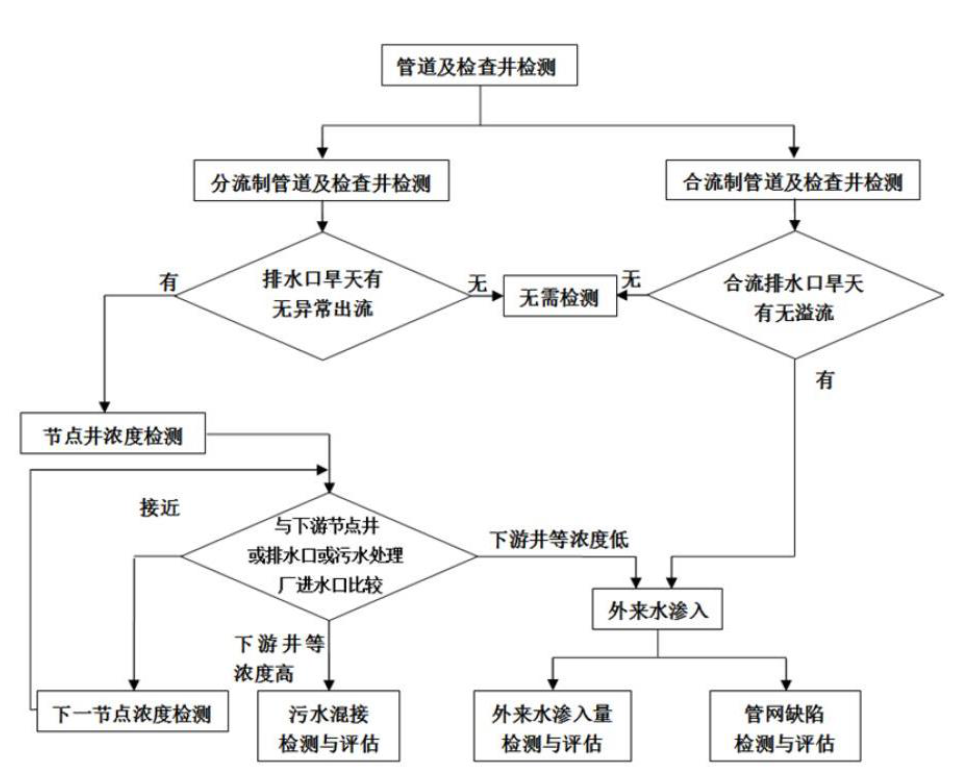 管道及检查井检测
分流制管道及检查井检测
合流制管道及检查井检测
有
排水口旱天有
无异常出流
无
无需检测
无
合流排水口旱天
有无溢流
有
节点井浓度检测
接近
与下游节点井
或排水口或污水处理
厂进水口比较
下游井等浓度低
外来水渗入
下游井等
浓度高
下一节点浓度检测
污水混接
检测与评估
外来水渗入量
检测与评估
管网缺陷
检测与评估